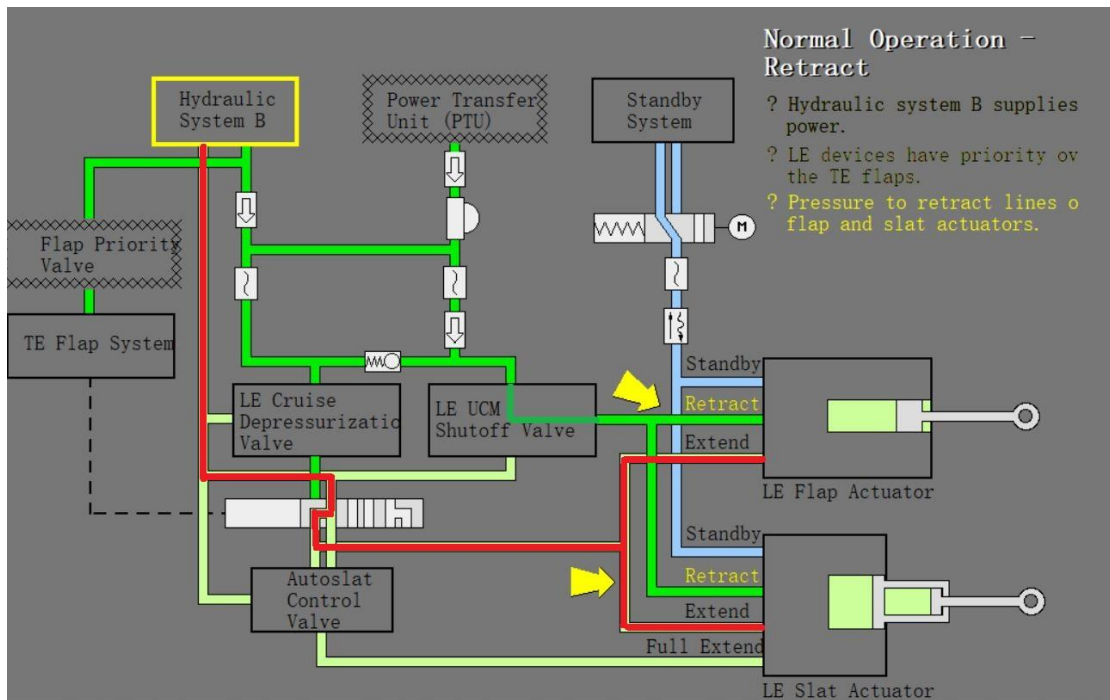 Normal Operation -
Retract
? Hydraulic system B supplies
power.
? LE devices have priority ov
the TE flaps.
? Pressure to retract lines o
flap and slat actuators.
Hydraulic
System B
Power Transfer
Unit (PTU)
Standby
System
M
Flap Priority
Valve
TE Flap System
LE Cruise
Depressurizatio
Valve
LE UCM
Shutoff Valve
Standby
Retract
Extend
LE Flap Actuator
Standby
Retract
Extend
Full Extend
LE Slat Actuator
Autoslat
Control
Valve